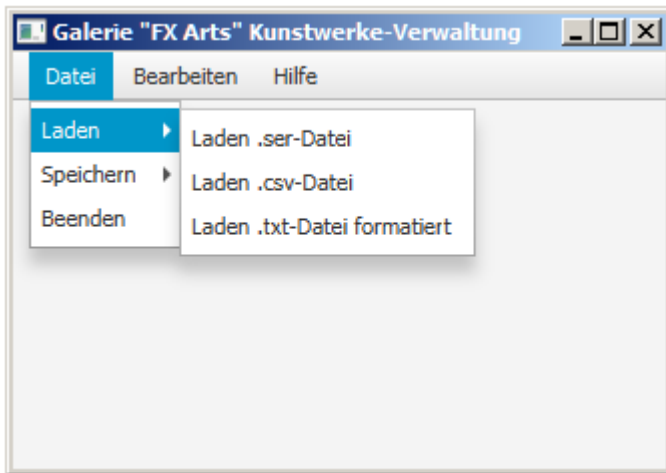 Galerie "FX Arts" Kunstwerke-Verwaltung
Datei Bearbeiten Hilfe
Laden
Speichern
Beenden
Laden .ser-Datei
Laden .csv-Datei
Laden .txt-Datei formatiert